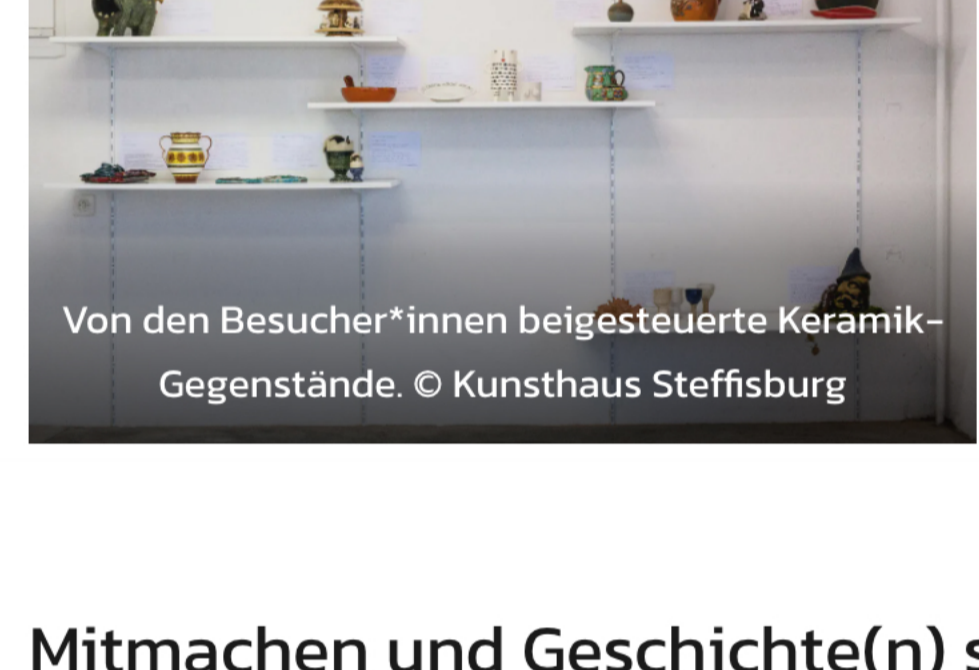 Von den Besucher*innen beigesteuerte Keramik-
Gegenstände. © Kunsthaus Steffisburg
Mitmachen und Geschichte(n)